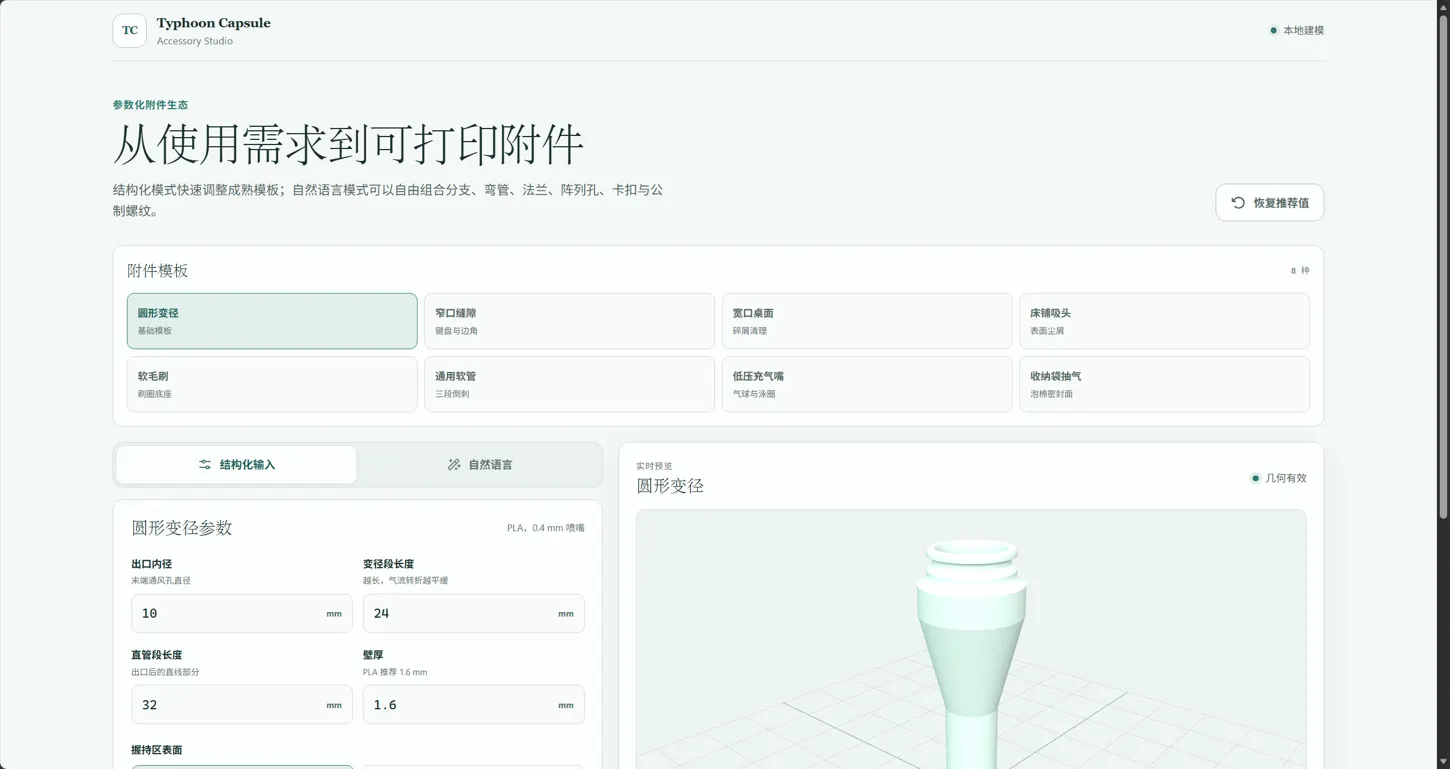 TC
Typhoon Capsule
Accessory Studio
本地建模
参数化附件生态
从使用需求到可打印附件
结构化模式快速调整成熟模板；自然语言模式可以自由组合分支、弯管、法兰、阵列孔、卡扣与公
制螺纹。
恢复推荐值
附件模板
8 种
圆形变径
基础模板
窄口缝隙
键盘与边角
宽口桌面
碎屑清理
床铺吸头
表面尘屑
软毛刷
刷圈底座
通用软管
三段倒刺
低压充气嘴
气球与泳圈
收纳袋抽气
泡棉密封面
结构化输入
自然语言
圆形变径参数
PLA，0.4 mm 喷嘴
出口内径
末端通风孔直径
10 mm
变径段长度
越长，气流转折越平缓
24 mm
直管段长度
出口后的直线部分
32 mm
壁厚
PLA 推荐 1.6 mm
1.6 mm
握持区表面
实时预览
圆形变径
几何有效